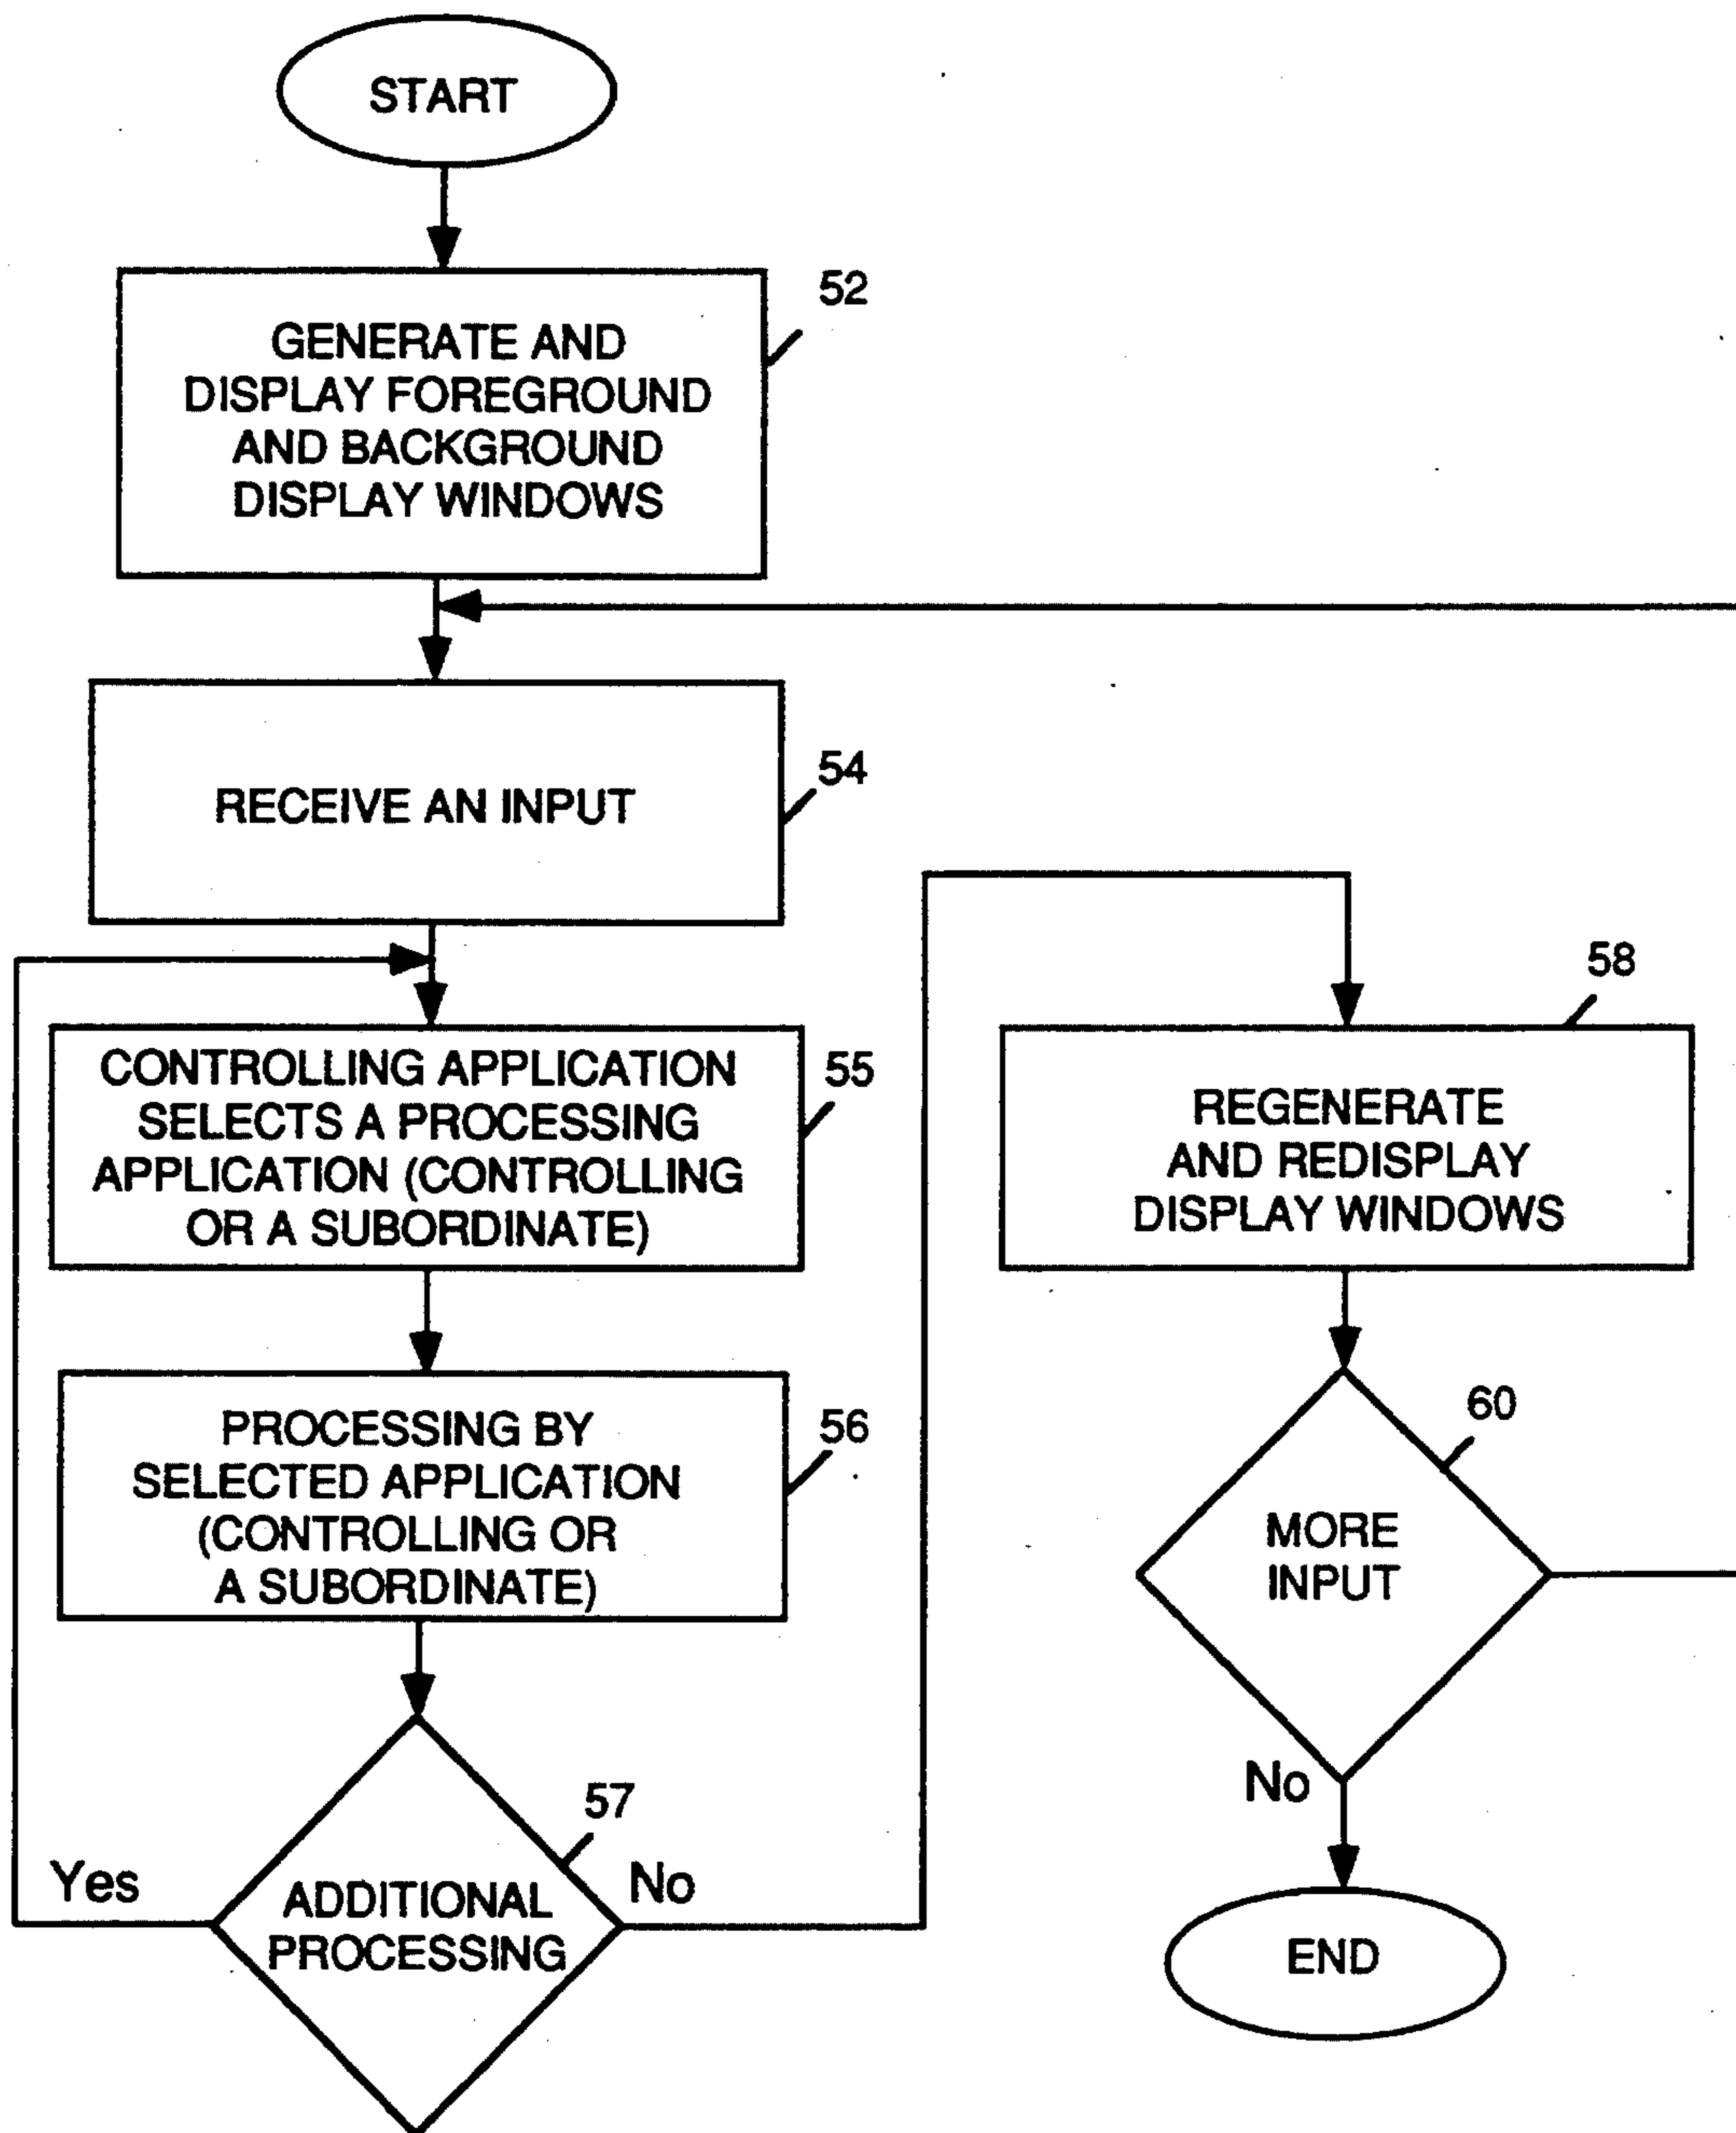 START
52
GENERATE AND
DISPLAY FOREGROUND
AND BACKGROUND
DISPLAY WINDOWS
54
RECEIVE AN INPUT
55
CONTROLLING APPLICATION
SELECTS A PROCESSING
APPLICATION (CONTROLLING
OR A SUBORDINATE)
56
PROCESSING BY
SELECTED APPLICATION
(CONTROLLING OR
A SUBORDINATE)
57
Yes
ADDITIONAL
PROCESSING
No
58
REGENERATE
AND REDISPLAY
DISPLAY WINDOWS
60
MORE
INPUT
No
END